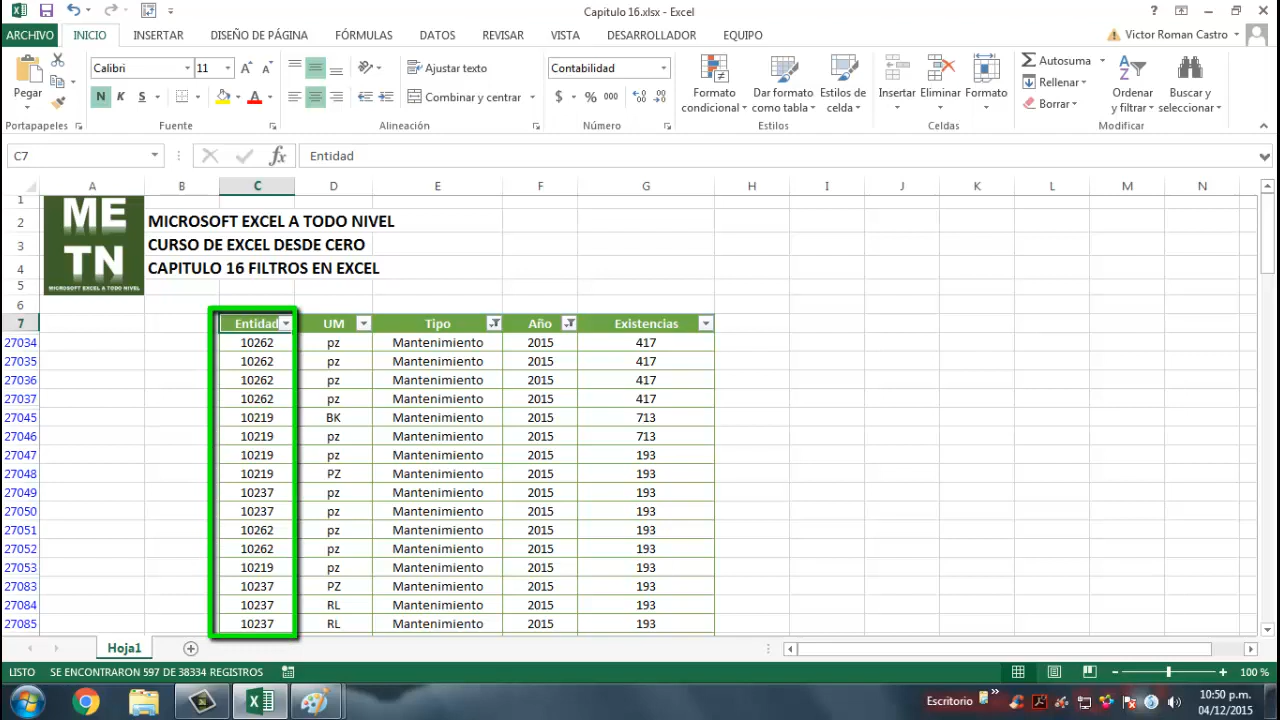 Capitulo 16.xlsx - Excel
ARCHIVO INICIO INSERTAR DISEÑO DE PÁGINA FÓRMULAS DATOS REVISAR VISTA DESARROLLADOR EQUIPO Victor Roman Castro
Pegar
Calibri 11
N K S
Ajustar texto
Combinar y centrar
Contabilidad
$ % 000
Formato condicional
Dar formato como tabla
Estilos de celda
Insertar Eliminar Formato
Autosuma
Rellenar
Borrar
Ordenar y filtrar
Buscar y seleccionar
Portapapeles Fuente Alineación Número Estilos Celdas Modificar
C7 fx Entidad
A B C D E F G H I J K L M N
1
2 MICROSOFT EXCEL A TODO NIVEL
3 CURSO DE EXCEL DESDE CERO
4 CAPITULO 16 FILTROS EN EXCEL
ME
TN
MICROSOFT EXCEL A TODO NIVEL
5
6
7 Entidad UM Tipo Año Existencias
27034 10262 pz Mantenimiento 2015 417
27035 10262 pz Mantenimiento 2015 417
27036 10262 pz Mantenimiento 2015 417
27037 10262 pz Mantenimiento 2015 417
27045 10219 BK Mantenimiento 2015 713
27046 10219 pz Mantenimiento 2015 713
27047 10219 pz Mantenimiento 2015 193
27048 10219 PZ Mantenimiento 2015 193
27049 10237 pz Mantenimiento 2015 193
27050 10237 pz Mantenimiento 2015 193
27051 10262 pz Mantenimiento 2015 193
27052 10262 pz Mantenimiento 2015 193
27053 10219 pz Mantenimiento 2015 193
27083 10237 PZ Mantenimiento 2015 193
27084 10237 RL Mantenimiento 2015 193
27085 10237 RL Mantenimiento 2015 193
Hoja1
LISTO SE ENCONTRARON 597 DE 38334 REGISTROS 100 %
Escritorio 10:50 p.m.
04/12/2015